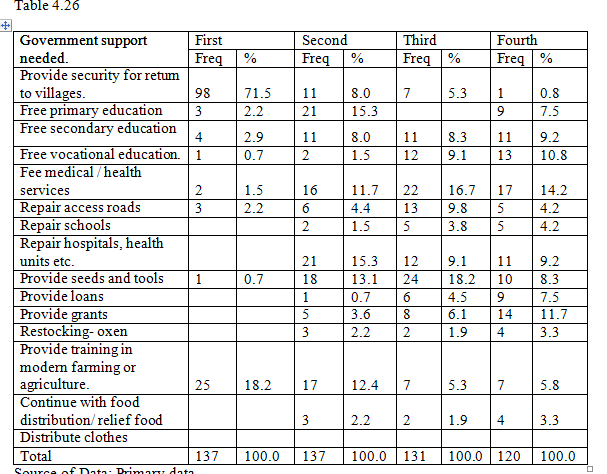 Table 4.26
Government support needed. First Second Third Fourth
Freq % Freq % Freq % Freq %
Provide security for return
to villages. 98 71.5 11 8.0 7 5.3 1 0.8
Free primary education 3 2.2 21 15.3 9 7.5
Free secondary education
4 2.9 11 8.0 11 8.3 11 9.2
Free vocational education. 1 0.7 2 1.5 12 9.1 13 10.8
Fee medical / health
services 2 1.5 16 11.7 22 16.7 17 14.2
Repair access roads 3 2.2 6 4.4 13 9.8 5 4.2
Repair schools 2 1.5 5 3.8 5 4.2
Repair hospitals, health
units etc. 21 15.3 12 9.1 11 9.2
Provide seeds and tools 1 0.7 18 13.1 24 18.2 10 8.3
Provide loans 1 0.7 6 4.5 9 7.5
Provide grants 5 3.6 8 6.1 14 11.7
Restocking- oxen 3 2.2 2 1.9 4 3.3
Provide training in
modern farming or
agriculture. 25 18.2 17 12.4 7 5.3 7 5.8
Continue with food
distribution/ relief food 3 2.2 2 1.9 4 3.3
Distribute clothes
Total 137 100.0 137 100.0 131 100.0 120 100.0
Source of Data: Primary data